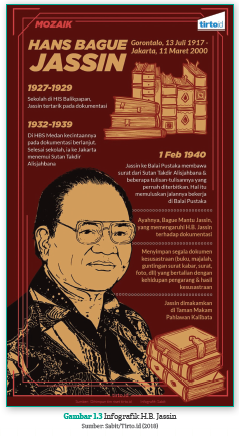 MOZAIK
tirto.id
HANS BAGUE
JASSIN
Gorontalo, 13 Juli 1917 -
Jakarta, 11 Maret 2000
1927-1929
Sekolah di HIS Balikpapan,
Jassin tertarik pada dokumentasi
1932-1939
Di HBS Medan kecintaannya
pada dokumentasi berlanjut.
Selesai sekolah, ia ke Jakarta
menemui Sutan Takdir
Alisjahbana
1 Feb 1940
Jassin ke Balai Pustaka membawa
surat dari Sutan Takdir Alisjahbana &
beberapa tulisan-tulisannya yang
pernah diterbitkan. Hal itu
memuluskan jalannya bekerja
di Balai Pustaka
Ayahnya, Bague Mantu Jassin,
yang memengaruhi H.B. Jassin
terhadap dokumentasi
Menyimpan segala dokumen
kesusastraan (buku, majalah,
guntingan surat kabar, surat,
foto, dll) yang bertalian dengan
kehidupan pengarang & hasil
kesusastraan
Jassin dimakamkan
di Taman Makam
Pahlawan Kalibata
Gambar 1.3 Infografik H.B. Jassin
Sumber: Sabit/Tirto.id (2018)